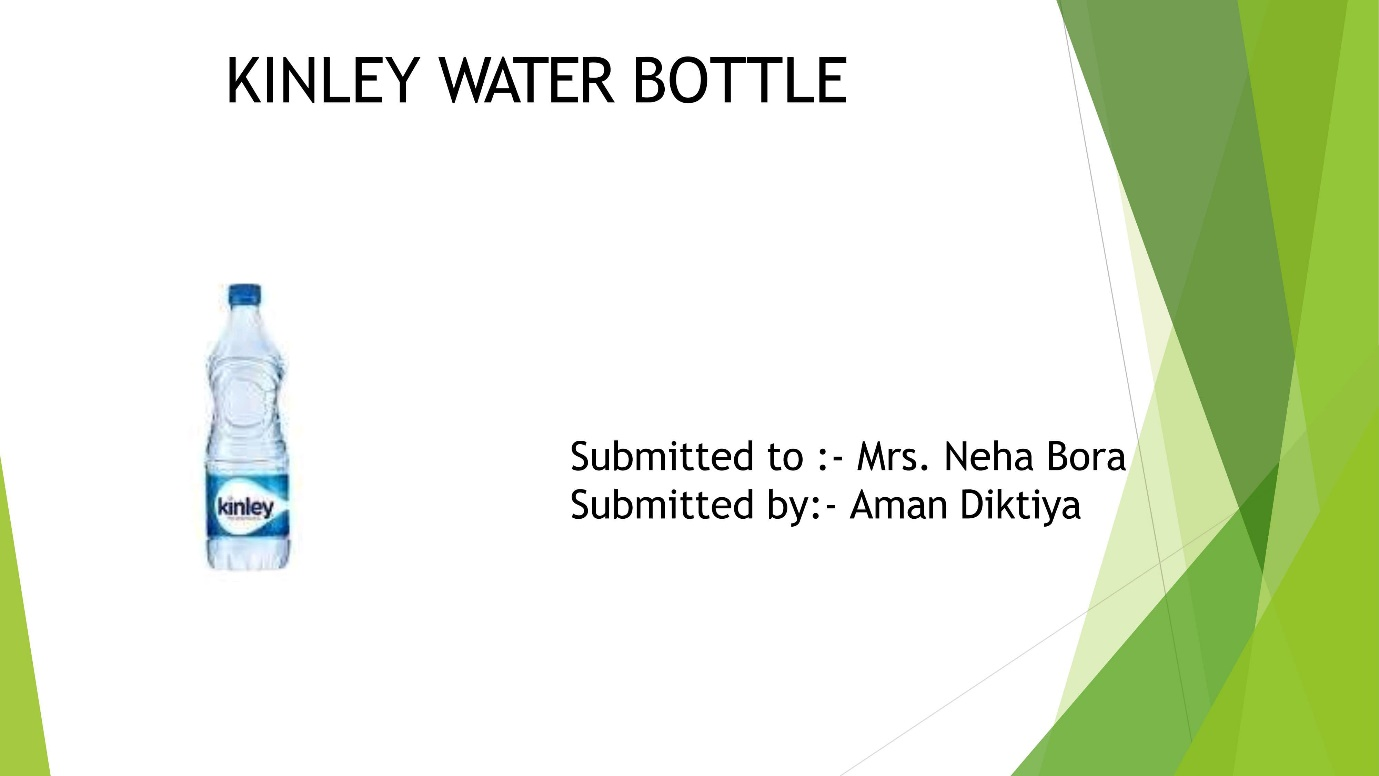 KINLEY WATER BOTTLE
kinley
Submitted to :- Mrs. Neha Bora
Submitted by:- Aman Diktiya